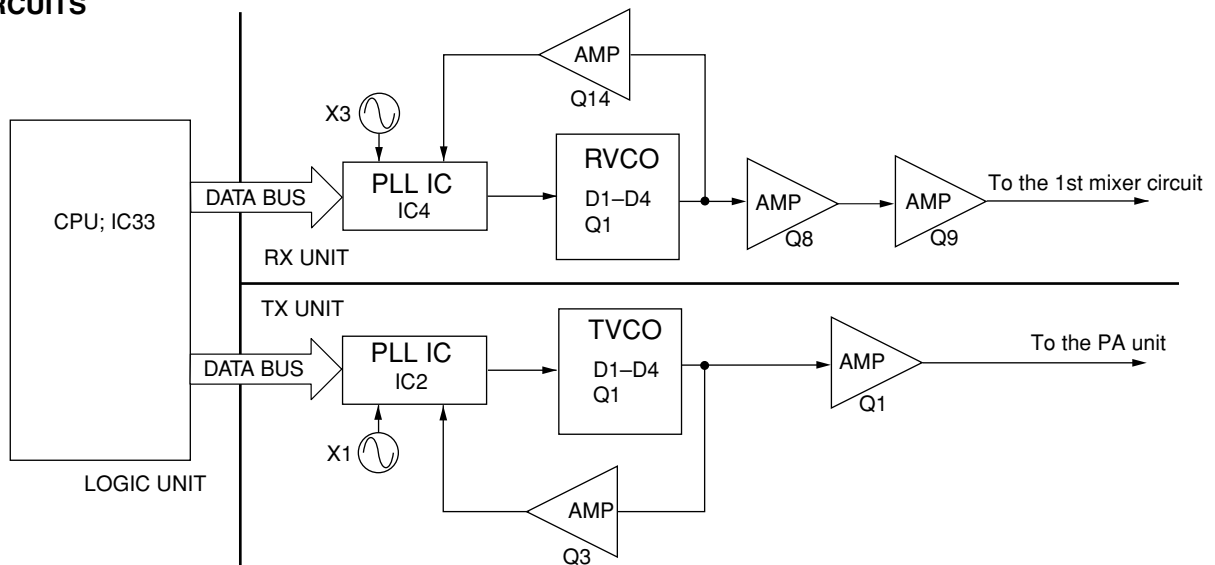 RCUITS
CPU; IC33
LOGIC UNIT
DATA BUS
X3
PLL IC
IC4
RX UNIT
AMP
Q14
RVCO
D1–D4
Q1
AMP
Q8
AMP
Q9
To the 1st mixer circuit
TX UNIT
DATA BUS
PLL IC
IC2
X1
TVCO
D1–D4
Q1
AMP
Q3
AMP
Q1
To the PA unit